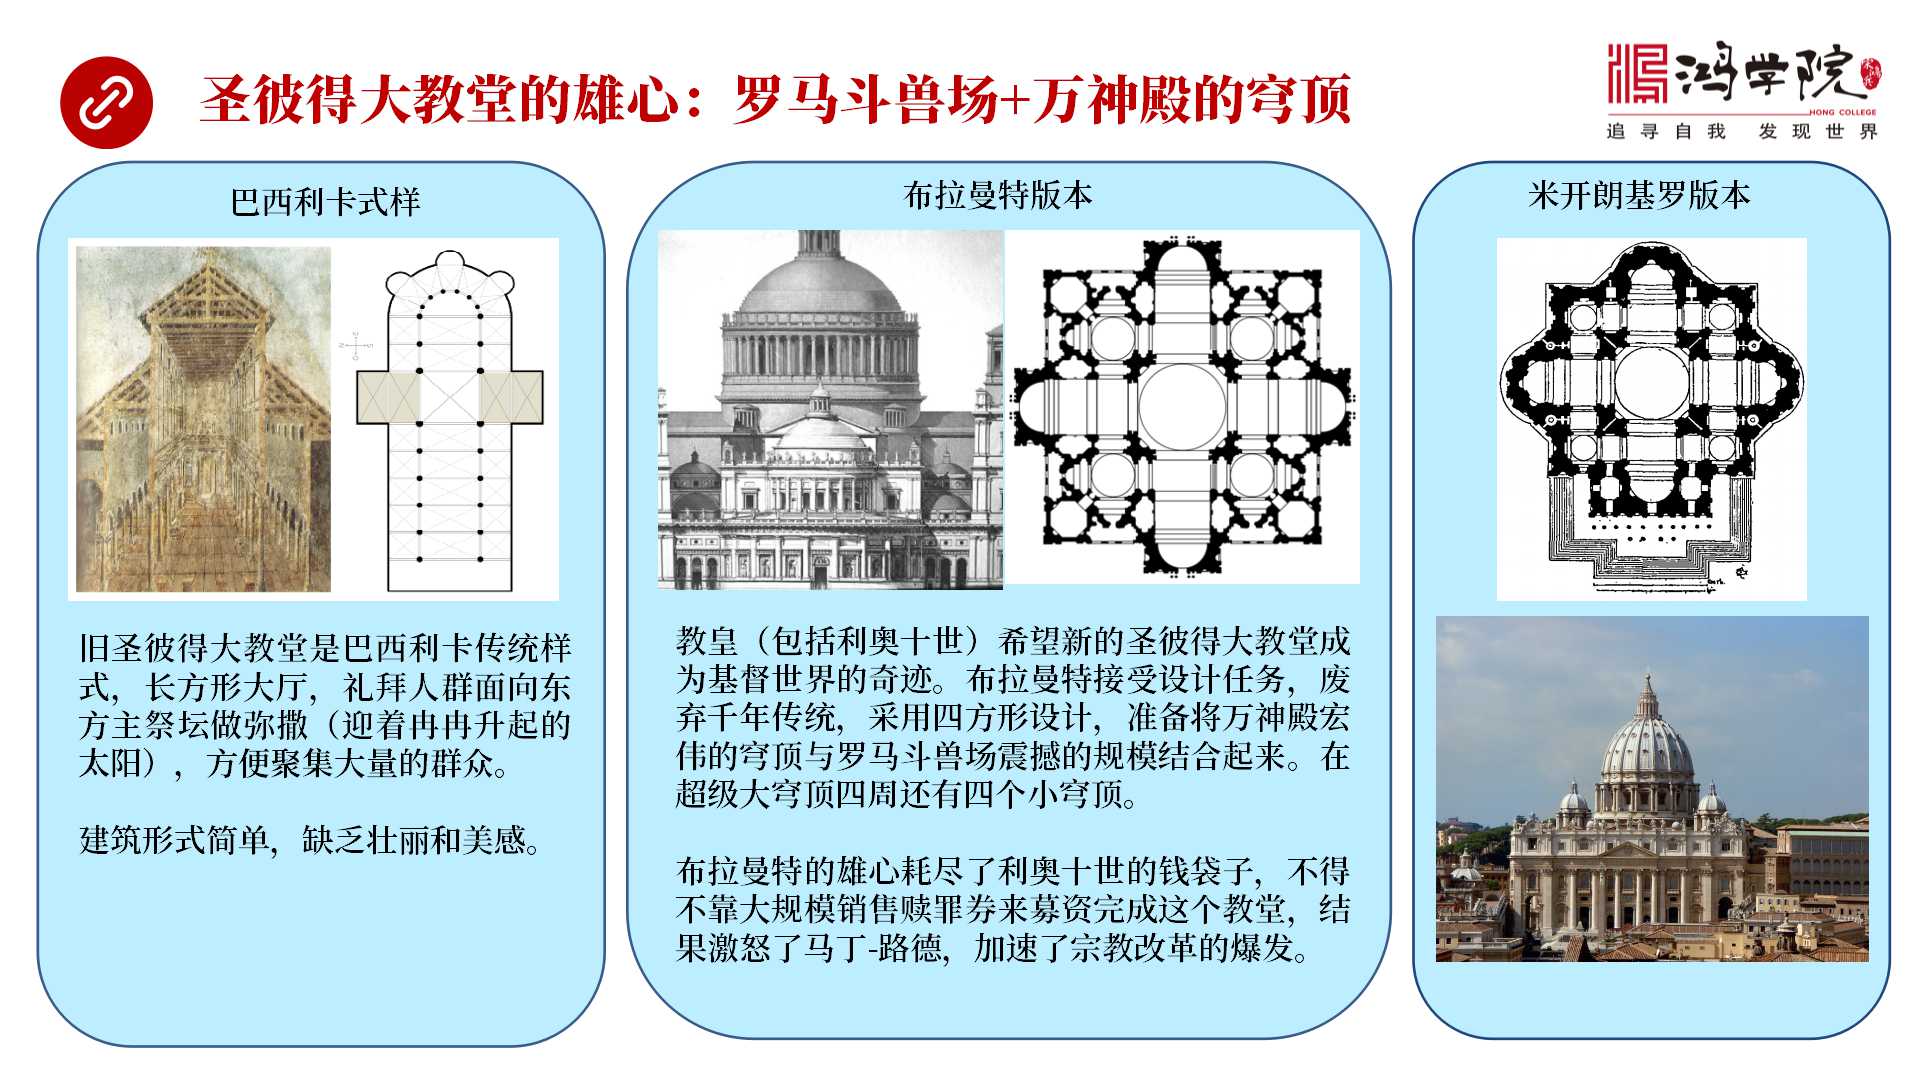 圣彼得大教堂的雄心：罗马斗兽场+万神殿的穹顶
鸿学院
HONG COLLEGE
追寻自我 发现世界
巴西利卡式样
旧圣彼得大教堂是巴西利卡传统样
式，长方形大厅，礼拜人群面向东
方主祭坛做弥撒（迎着冉冉升起的
太阳），方便聚集大量的群众。
建筑形式简单，缺乏壮丽和美感。
布拉曼特版本
教皇（包括利奥十世）希望新的圣彼得大教堂成
为基督世界的奇迹。布拉曼特接受设计任务，废
弃千年传统，采用四方形设计，准备将万神殿宏
伟的穹顶与罗马斗兽场震撼的规模结合起来。在
超级大穹顶四周还有四个小穹顶。
布拉曼特的雄心耗尽了利奥十世的钱袋子，不得
不靠大规模销售赎罪券来募资完成这个教堂，结
果激怒了马丁-路德，加速了宗教改革的爆发。
米开朗基罗版本